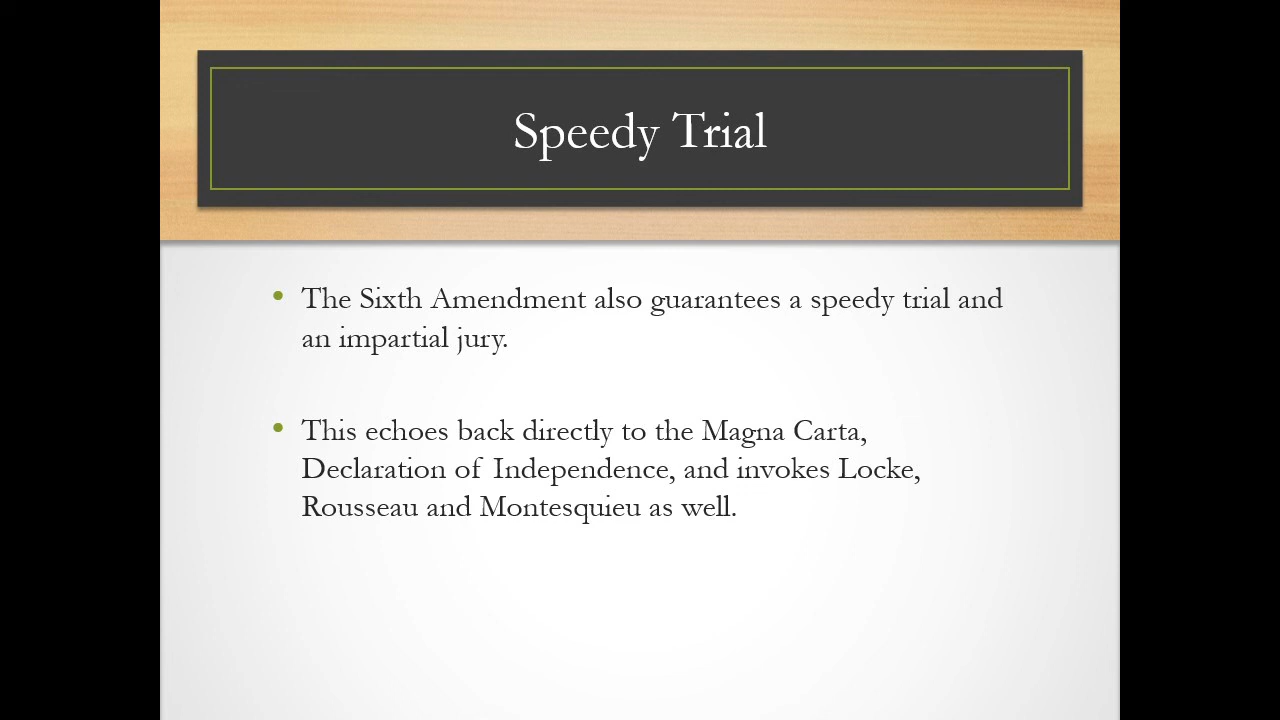 Speedy Trial
• The Sixth Amendment also guarantees a speedy trial and
an impartial jury.
• This echoes back directly to the Magna Carta,
Declaration of Independence, and invokes Locke,
Rousseau and Montesquieu as well.